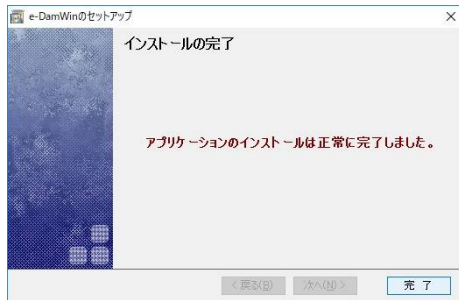 e-DamWinのセットアップ
インストールの完了
アプリケーションのインストールは正常に完了しました。
< 戻る(B)
次へ(N) >
完 了